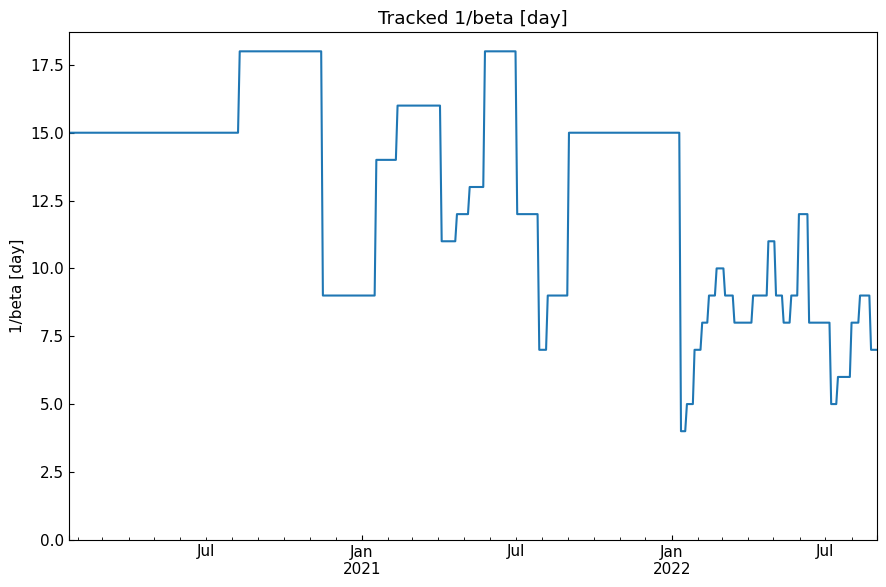 Tracked 1/beta [day]
1/beta [day]
17.5
15.0
12.5
10.0
7.5
5.0
2.5
0.0
Jul
Jan
2021
Jul
Jan
2022
Jul